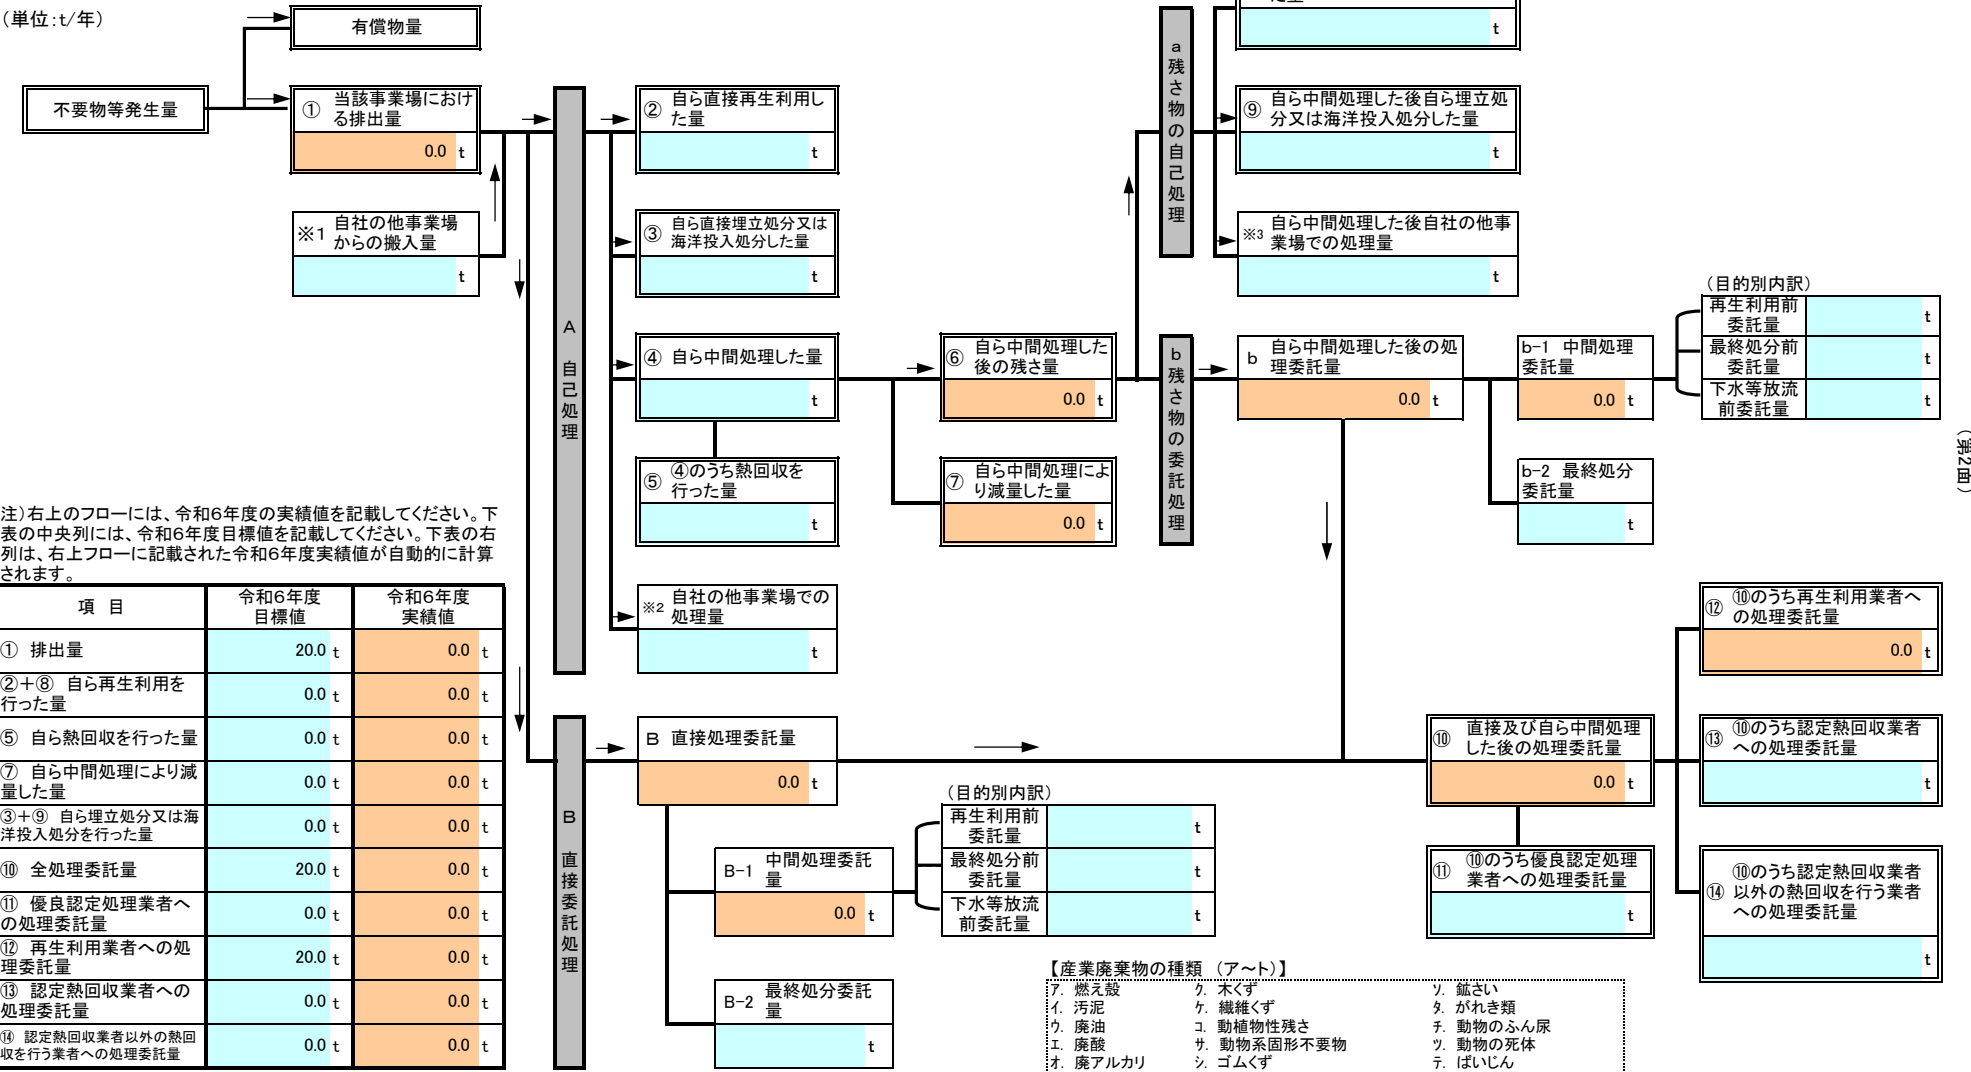 （単位:t/年）
有償物量
不要物等発生量
① 当該事業場におけ
る排出量
0.0 t
※1 自社の他事業場
からの搬入量
t
A 自己処理
② 自ら直接再生利用し
た量
t
③ 自ら直接埋立処分又は
海洋投入処分した量
t
④ 自ら中間処理した量
t
⑤ ④のうち熱回収を
行った量
t
※2 自社の他事業場での
処理量
t
⑥ 自ら中間処理した
後の残さ量
0.0 t
⑦ 自ら中間処理によ
り減量した量
0.0 t
a 残さ物の自己処理
t
⑨ 自ら中間処理した後自ら埋立処
分又は海洋投入処分した量
t
※3 自ら中間処理した後自社の他事
業場での処理量
t
b 残さ物の委託処理
b 自ら中間処理した後の処
理委託量
0.0 t
b-1 中間処理
委託量
0.0 t
b-2 最終処分
委託量
t
（目的別内訳）
再生利用前
委託量
t
最終処分前
委託量
t
下水等放流
前委託量
t
（第2面）
注）右上のフローには、令和6年度の実績値を記載してください。下
表の中央列には、令和6年度目標値を記載してください。下表の右
列は、右上フローに記載された令和6年度実績値が自動的に計算
されます。
項 目 令和6年度
目標値 令和6年度
実績値
① 排出量 20.0 t 0.0 t
②＋⑧ 自ら再生利用を
行った量 0.0 t 0.0 t
⑤ 自ら熱回収を行った量 0.0 t 0.0 t
⑦ 自ら中間処理により減
量した量 0.0 t 0.0 t
③＋⑨ 自ら埋立処分又は海
洋投入処分を行った量 0.0 t 0.0 t
⑩ 全処理委託量 20.0 t 0.0 t
⑪ 優良認定処理業者へ
の処理委託量 0.0 t 0.0 t
⑫ 再生利用業者への処
理委託量 20.0 t 0.0 t
⑬ 認定熱回収業者への
処理委託量 0.0 t 0.0 t
⑭ 認定熱回収業者以外の熱回
収を行う業者への処理委託量 0.0 t 0.0 t
B 直接委託処理
B 直接処理委託量
0.0 t
B-1 中間処理委託
量
0.0 t
B-2 最終処分委託
量
t
（目的別内訳）
再生利用前
委託量
t
最終処分前
委託量
t
下水等放流
前委託量
t
⑩ 直接及び自ら中間処理
した後の処理委託量
0.0 t
⑪ ⑩のうち優良認定処理
業者への処理委託量
t
⑫ ⑩のうち再生利用業者へ
の処理委託量
0.0 t
⑬ ⑩のうち認定熱回収業者
への処理委託量
t
⑭ ⑩のうち認定熱回収業者
以外の熱回収を行う業者
への処理委託量
t
【産業廃棄物の種類 （ア～ト）】
ア. 燃え殻 ク. 木くず ソ. 鉱さい
イ. 汚泥 ケ. 繊維くず タ. がれき類
ウ. 廃油 コ. 動植物性残さ チ. 動物のふん尿
エ. 廃酸 サ. 動物系固形不要物 ツ. 動物の死体
オ. 廃アルカリ シ. ゴムくず テ. ばいじん